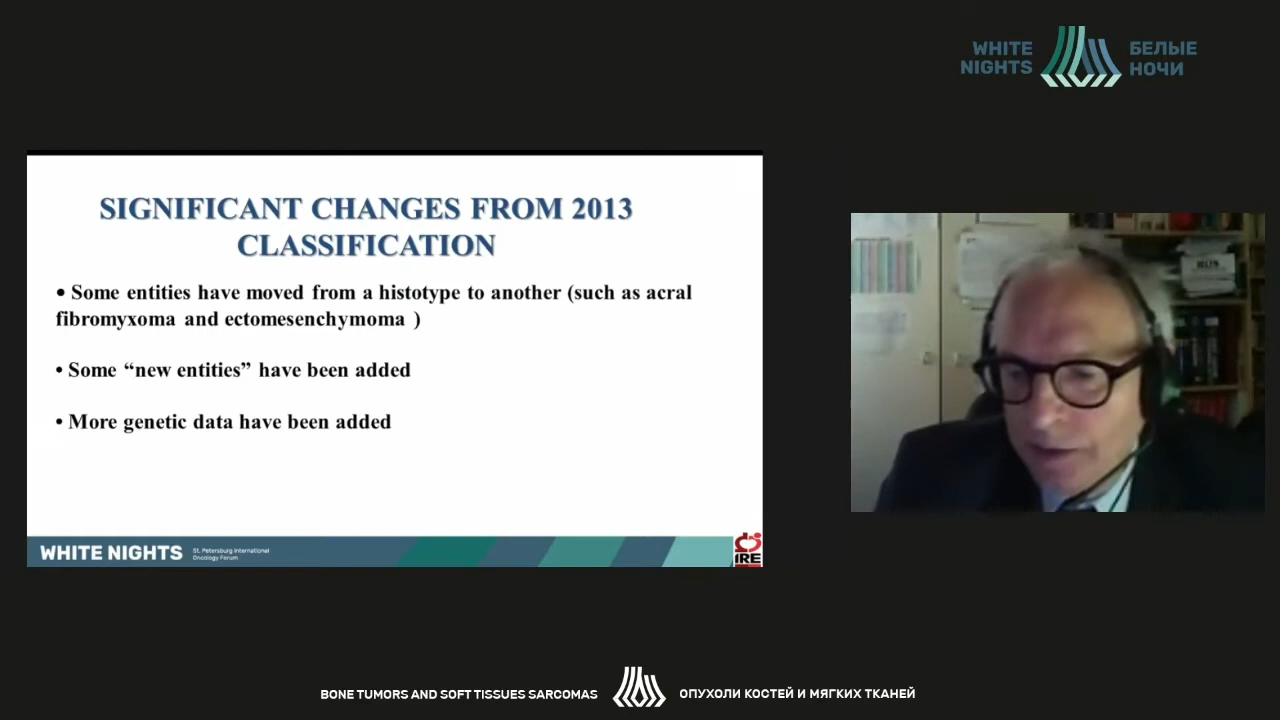 WHITE
NIGHTS
БЕЛЫЕ
НОЧИ
SIGNIFICANT CHANGES FROM 2013
CLASSIFICATION
• Some entities have moved from a histotype to another (such as acral
fibromyxoma and ectomesenchymoma )
• Some “new entities” have been added
• More genetic data have been added
WHITE NIGHTS
St. Petersburg International
Oncology Forum
IRE
BONE TUMORS AND SOFT TISSUES SARCOMAS
ОПУХОЛИ КОСТЕЙ И МЯГКИХ ТКАНЕЙ